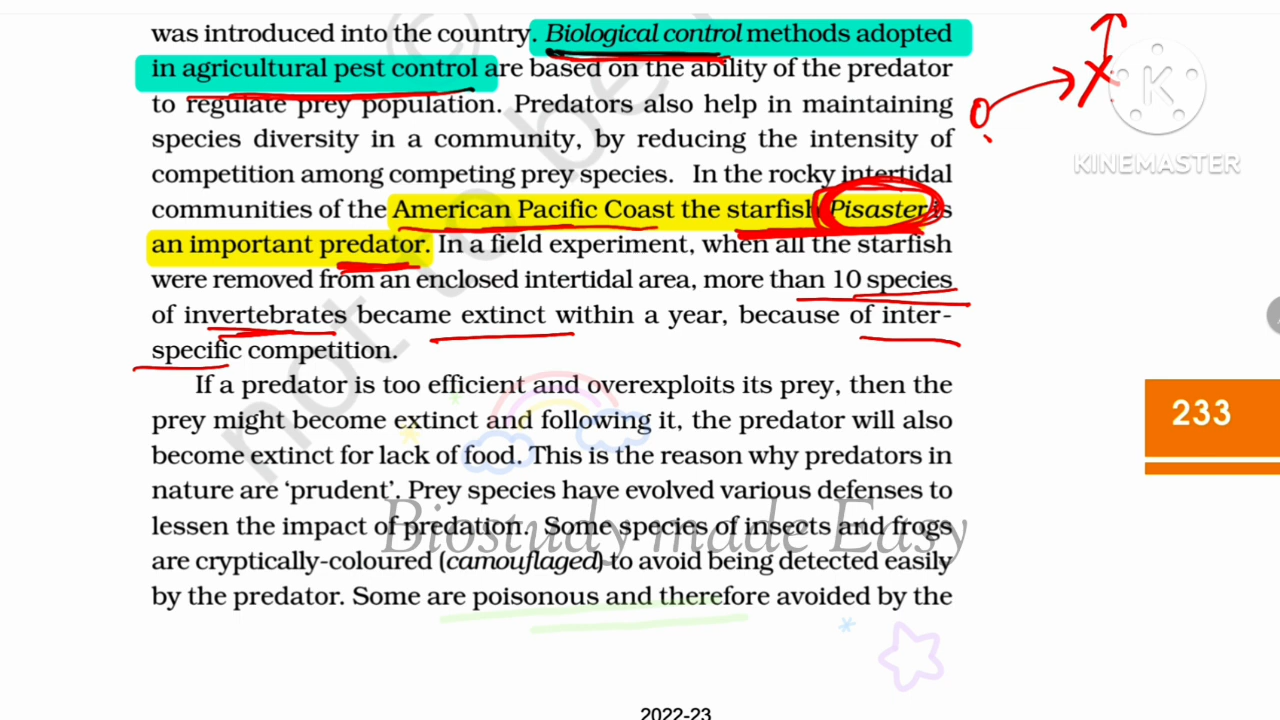 was introduced into the country. Biological control methods adopted
in agricultural pest control are based on the ability of the predator
to regulate prey population. Predators also help in maintaining
species diversity in a community, by reducing the intensity of
competition among competing prey species. In the rocky intertidal
communities of the American Pacific Coast the starfish Pisaster is
an important predator. In a field experiment, when all the starfish
were removed from an enclosed intertidal area, more than 10 species
of invertebrates became extinct within a year, because of inter-
specific competition.
If a predator is too efficient and overexploits its prey, then the
prey might become extinct and following it, the predator will also
become extinct for lack of food. This is the reason why predators in
nature are ‘prudent’. Prey species have evolved various defenses to
lessen the impact of predation. Some species of insects and frogs
are cryptically-coloured (camouflaged) to avoid being detected easily
by the predator. Some are poisonous and therefore avoided by the
K
KINEMASTER
233
Biostudy made Easy
not to be
©
2022-23